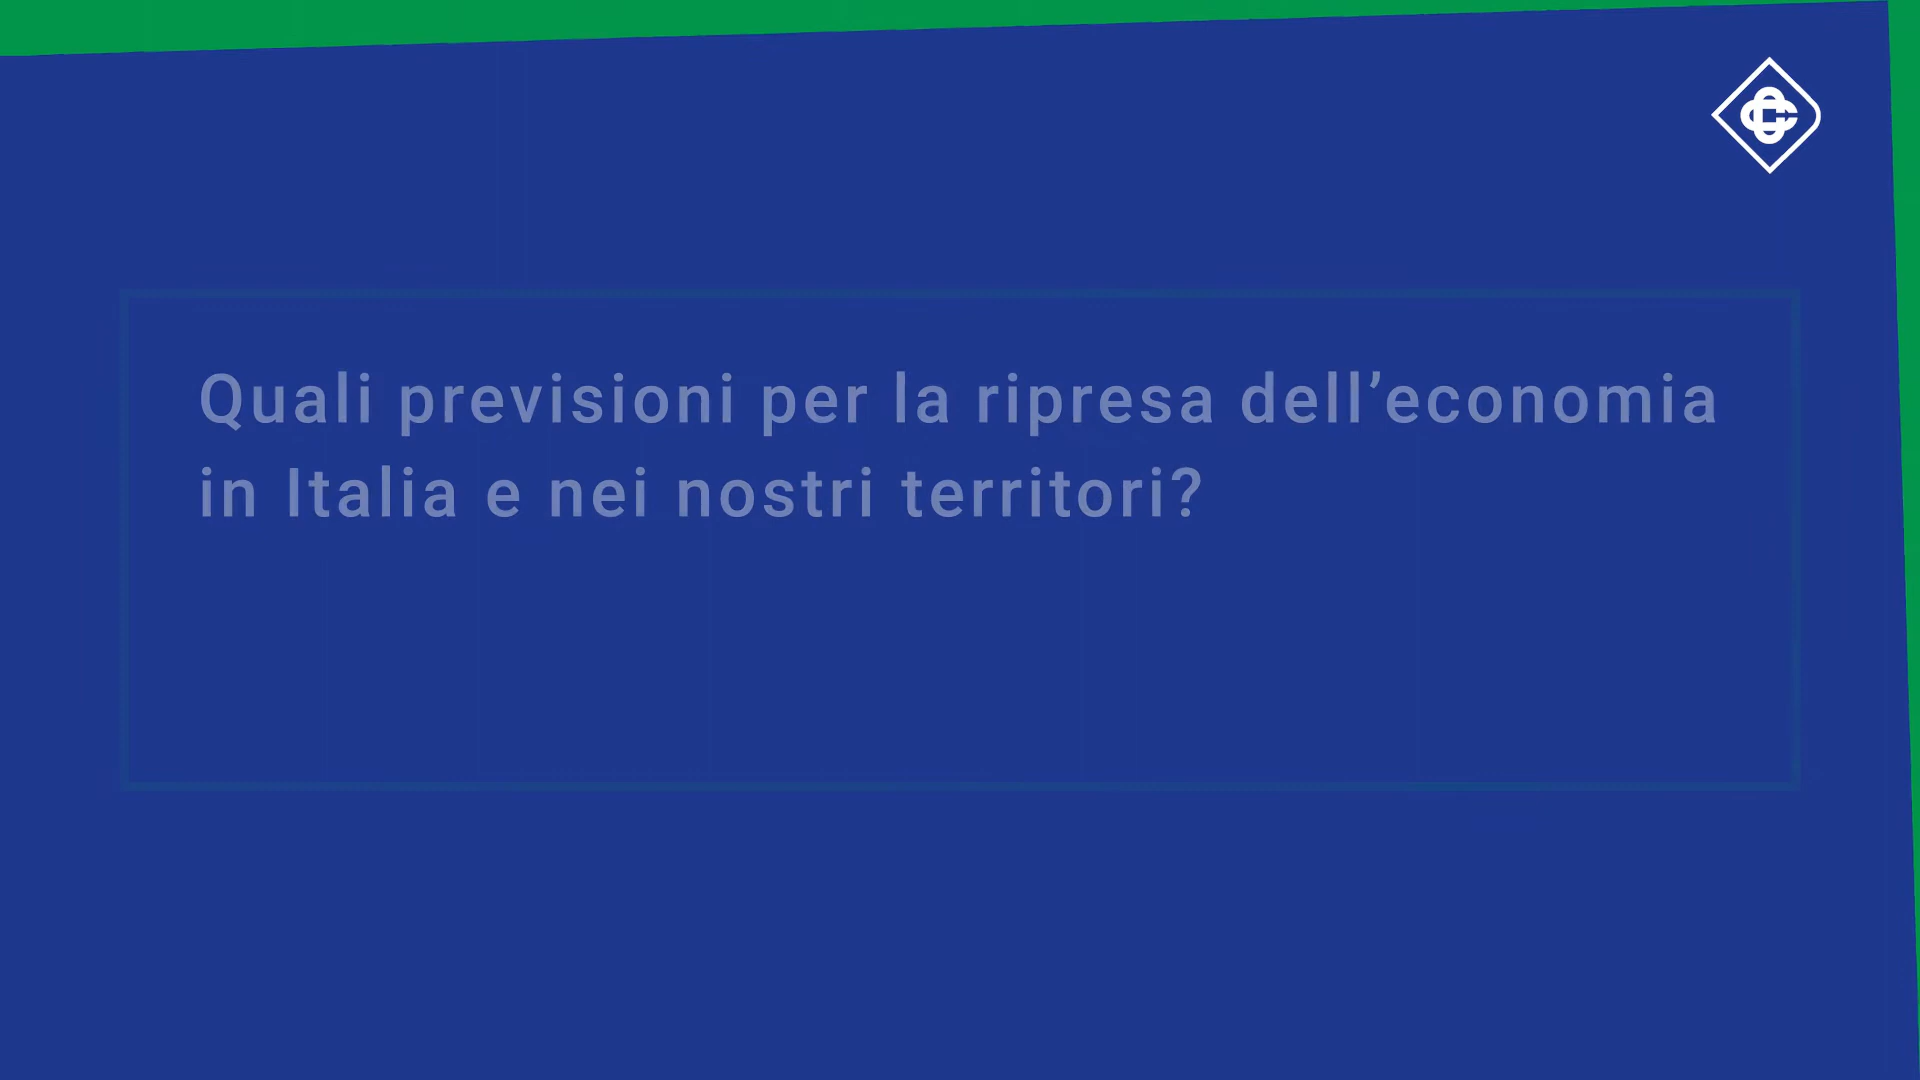 Quali previsioni per la ripresa dell’economia
in Italia e nei nostri territori?